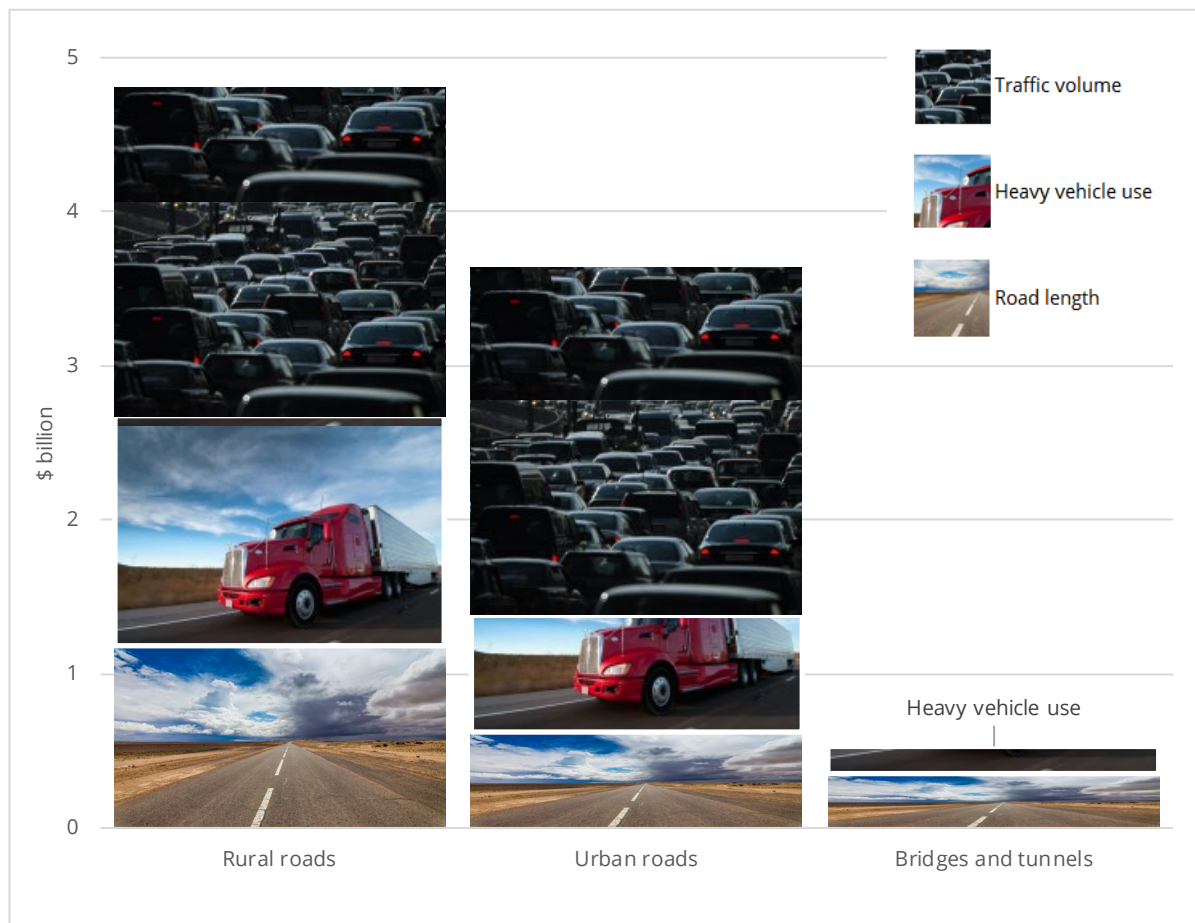 5
4
3
2
1
0
$ billion
Traffic volume
Heavy vehicle use
Road length
Heavy vehicle use
Rural roads
Urban roads
Bridges and tunnels